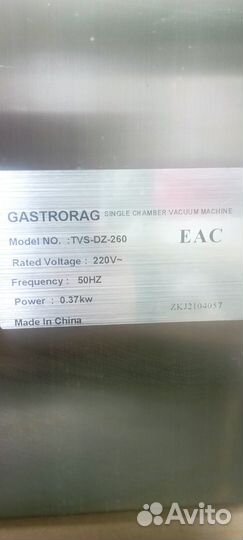 GASTRORAG SINGLE CHAMBER VACUUM MACHINE
Model NO. :TVS-DZ-260 EAC
Rated Voltage : 220V~
Frequency : 50HZ
Power : 0.37kw
Made In China ZKJ2104057
Avito